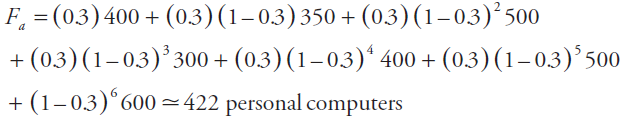 Fₐ = (0.3) 400 + (0.3) (1 – 0.3) 350 + (0.3) (1 – 0.3)² 500
+ (0.3) (1 – 0.3)³ 300 + (0.3) (1 – 0.3)⁴ 400 + (0.3) (1 – 0.3)⁵ 500
+ (1 – 0.3)⁶ 600 ≃ 422 personal computers